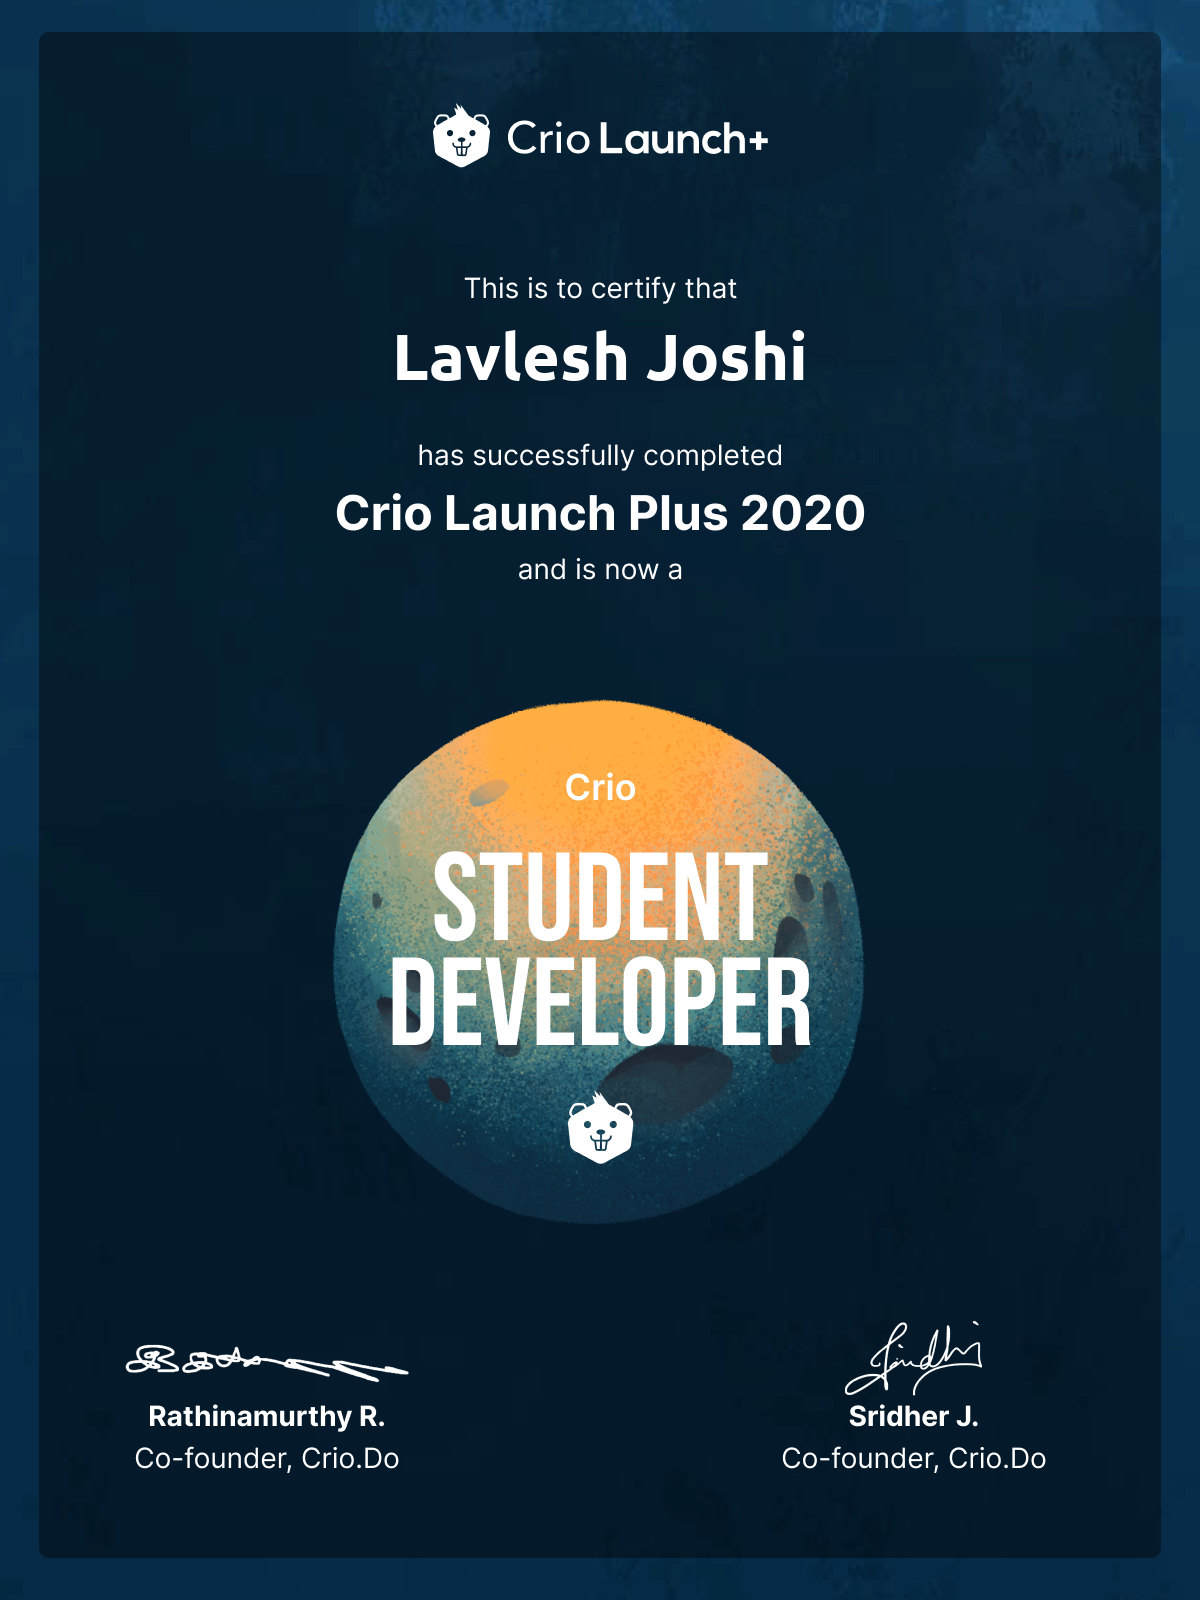 Crio Launch+
This is to certify that
Lavlesh Joshi
has successfully completed
Crio Launch Plus 2020
and is now a
Crio
STUDENT
DEVELOPER
Rathinamurthy R.
Co-founder, Crio.Do
Sridher J.
Co-founder, Crio.Do